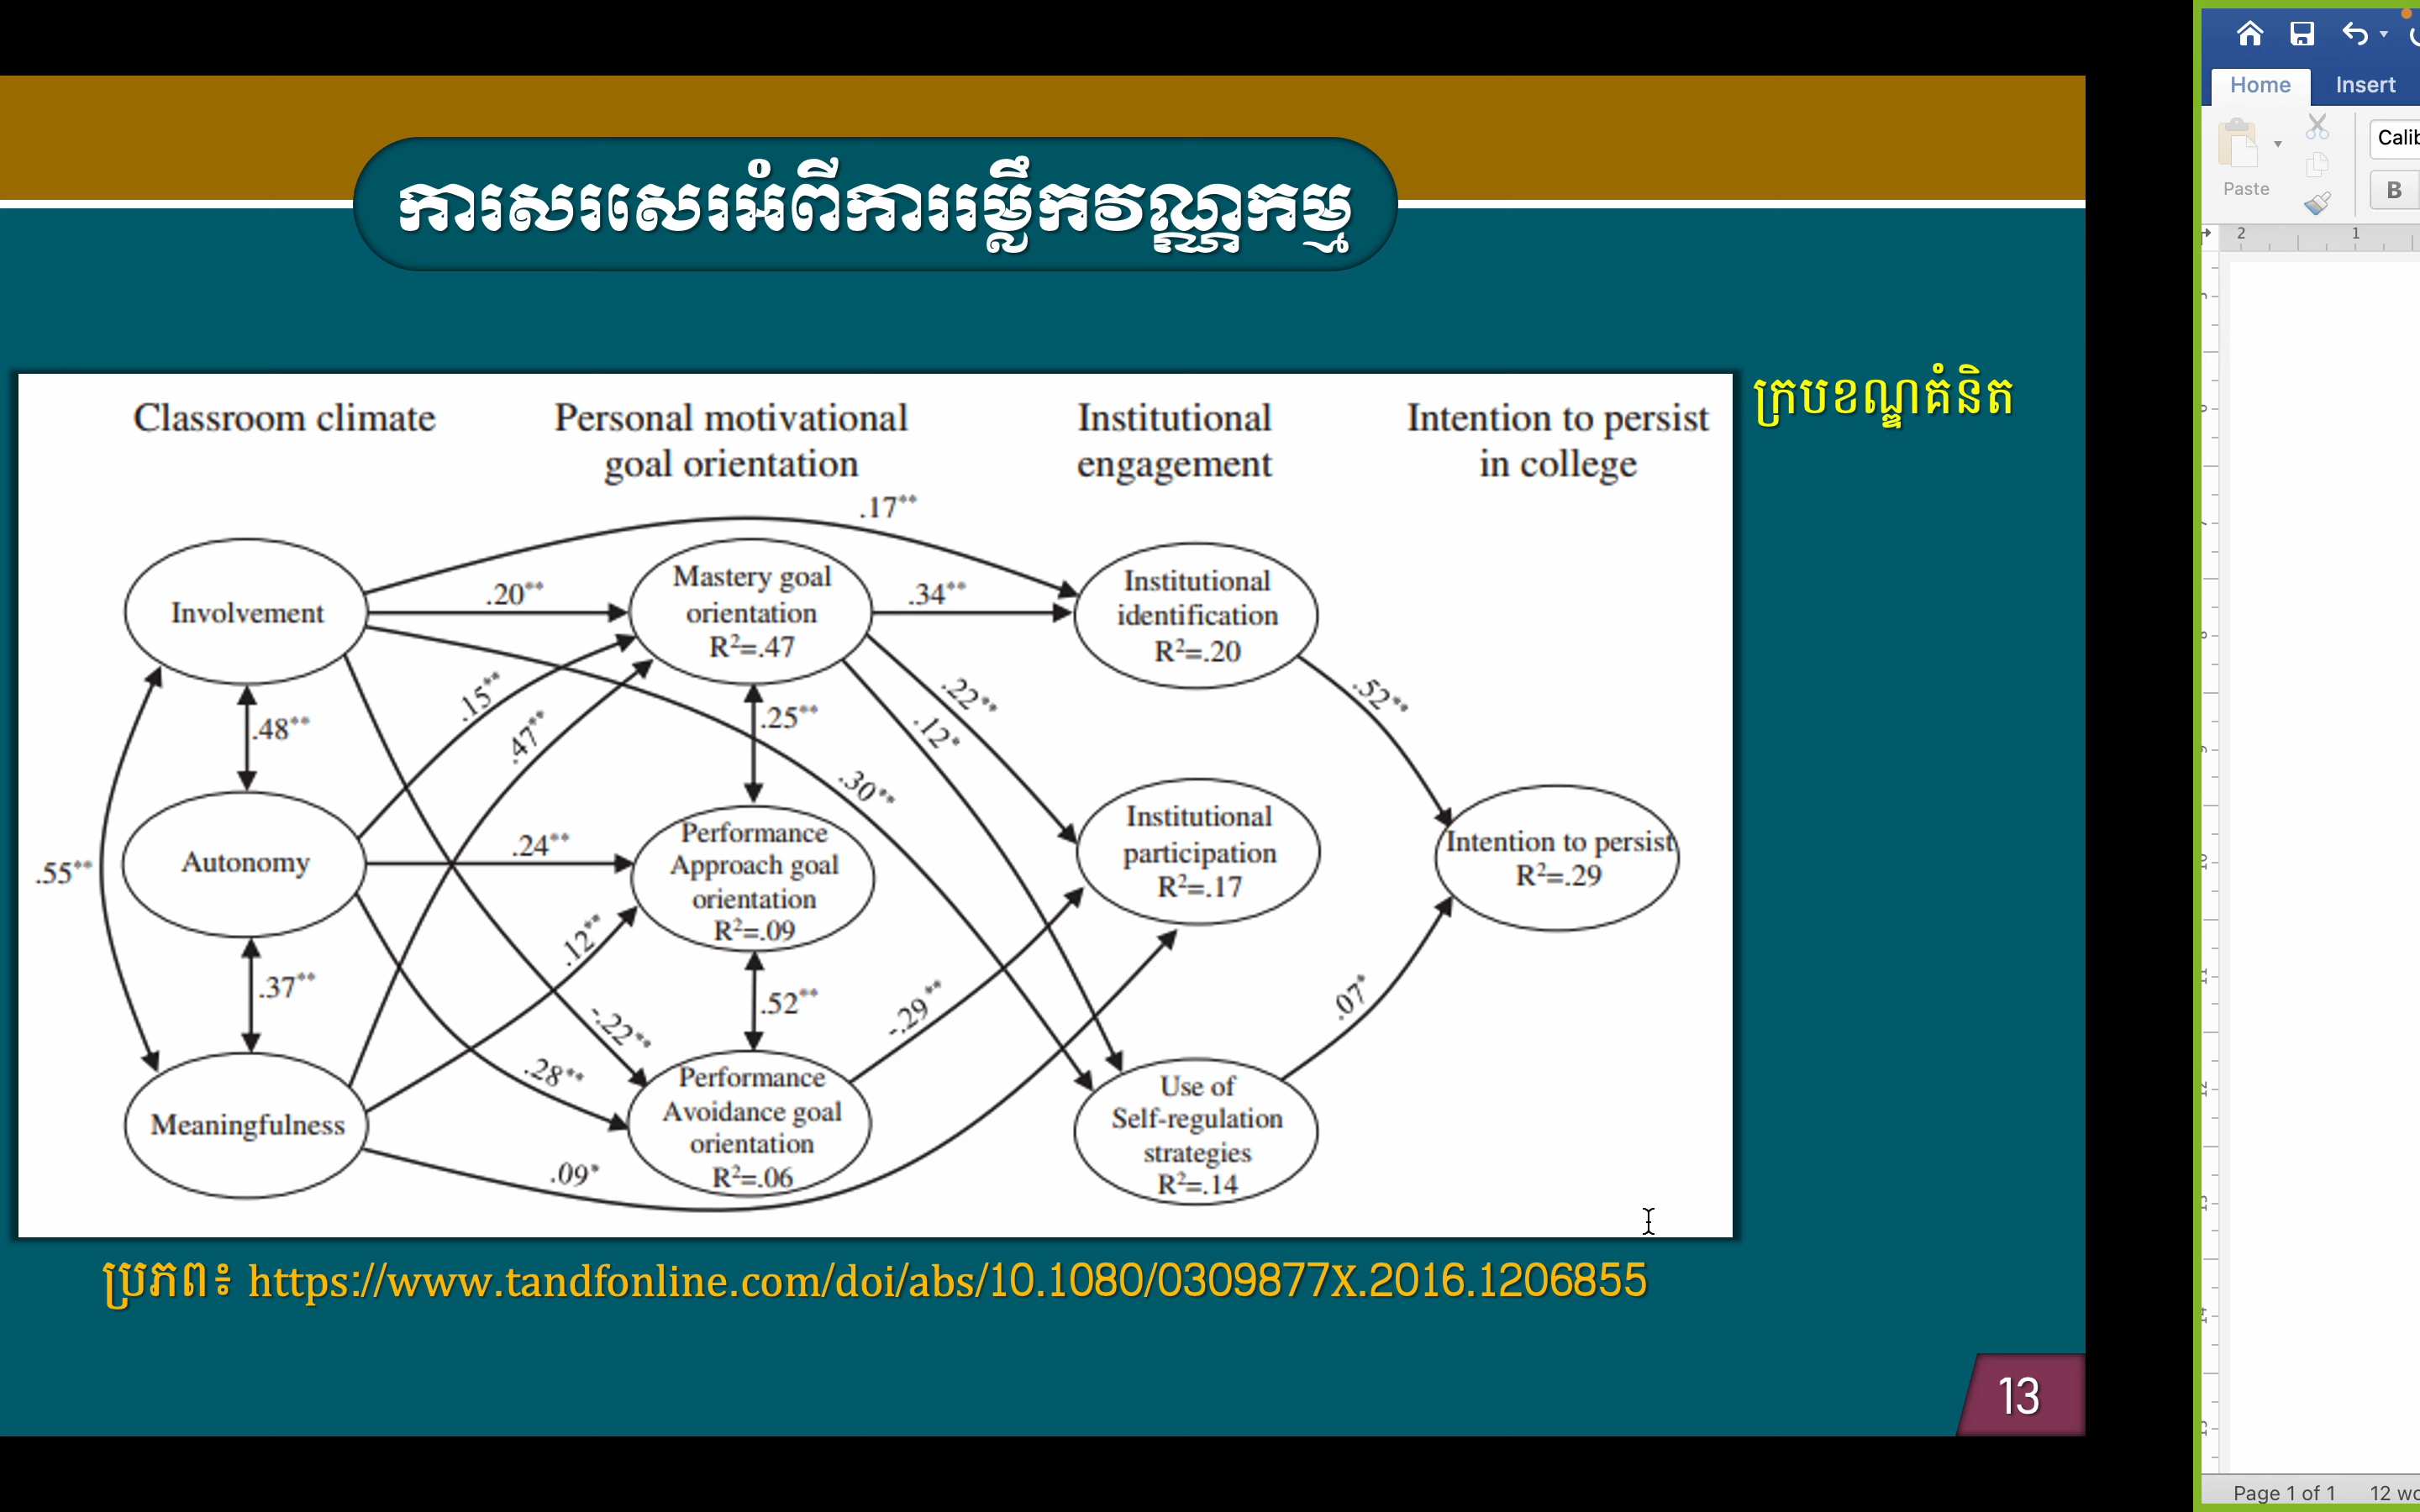 ការសរសេរអំពីការរម្លឹកវណ្ណកម្ម
ក្របខណ្ឌគំនិត
Classroom climate
Personal motivational
goal orientation
Institutional
engagement
Intention to persist
in college
.17**
Involvement
.20**
Mastery goal
orientation
R²=.47
.34**
Institutional
identification
R²=.20
.48**
.15**
.47**
.25**
.22**
.12*
.52**
.30**
.55**
Autonomy
.24**
Performance
Approach goal
orientation
R²=.09
Institutional
participation
R²=.17
Intention to persist
R²=.29
.37**
.12**
-.22**
.28**
.52**
-.29**
.07*
Meaningfulness
.09*
Performance
Avoidance goal
orientation
R²=.06
Use of
Self-regulation
strategies
R²=.14
ប្រភព៖ https://www.tandfonline.com/doi/abs/10.1080/0309877X.2016.1206855
13
Home Insert
Paste
B
2 1
Page 1 of 1